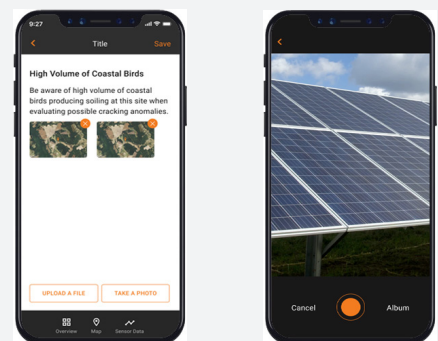 9:27
Title
Save
High Volume of Coastal Birds
Be aware of high volume of coastal
birds producing soiling at this site when
evaluating possible cracking anomalies.
UPLOAD A FILE
TAKE A PHOTO
Overview
Map
Sensor Data
Cancel
Album